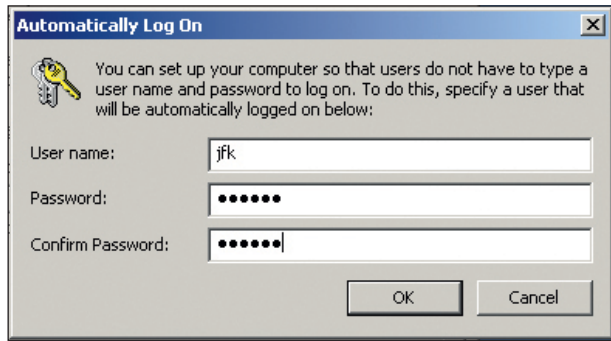 Automatically Log On
You can set up your computer so that users do not have to type a
user name and password to log on. To do this, specify a user that
will be automatically logged on below:
User name:
jfk
Password:
●●●●●●
Confirm Password:
●●●●●●
OK
Cancel